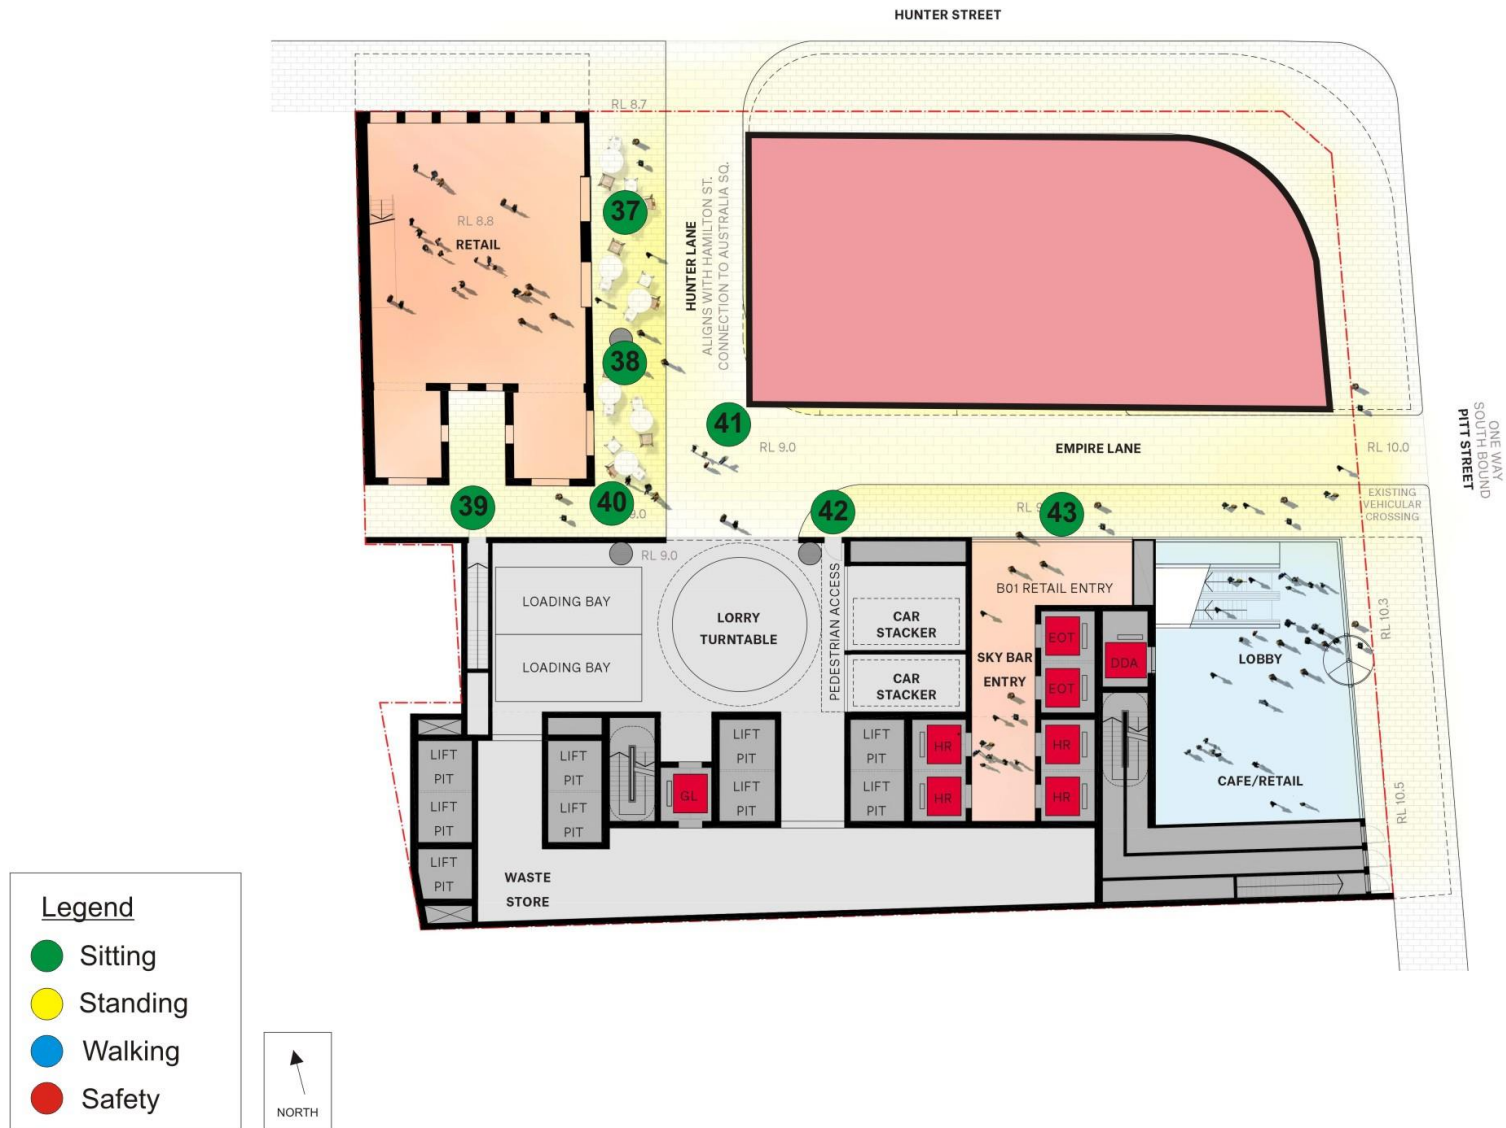 HUNTER STREET
RL 8.7
37
HUNTER LANE
ALIGNS WITH HAMILTON ST.
CONNECTION TO AUSTRALIA SQ.
RL 8.8
RETAIL
38
41
RL 9.0
EMPIRE LANE
RL 10.0
ONE WAY
SOUTH BOUND
PITT STREET
39
40
9.0
42
RL 9
43
EXISTING
VEHICULAR
CROSSING
RL 9.0
LOADING BAY
LOADING BAY
LORRY
TURNTABLE
PEDESTRIAN ACCESS
CAR
STACKER
CAR
STACKER
B01 RETAIL ENTRY
SKY BAR
ENTRY
EOT
EOT
DDA
LOBBY
RL 10.3
CAFE/RETAIL
RL 10.5
LIFT
PIT
LIFT
PIT
LIFT
PIT
LIFT
PIT
LIFT
PIT
GL
LIFT
PIT
LIFT
PIT
LIFT
PIT
LIFT
PIT
HR
HR
HR
HR
WASTE
STORE
Legend
Sitting
Standing
Walking
Safety
NORTH